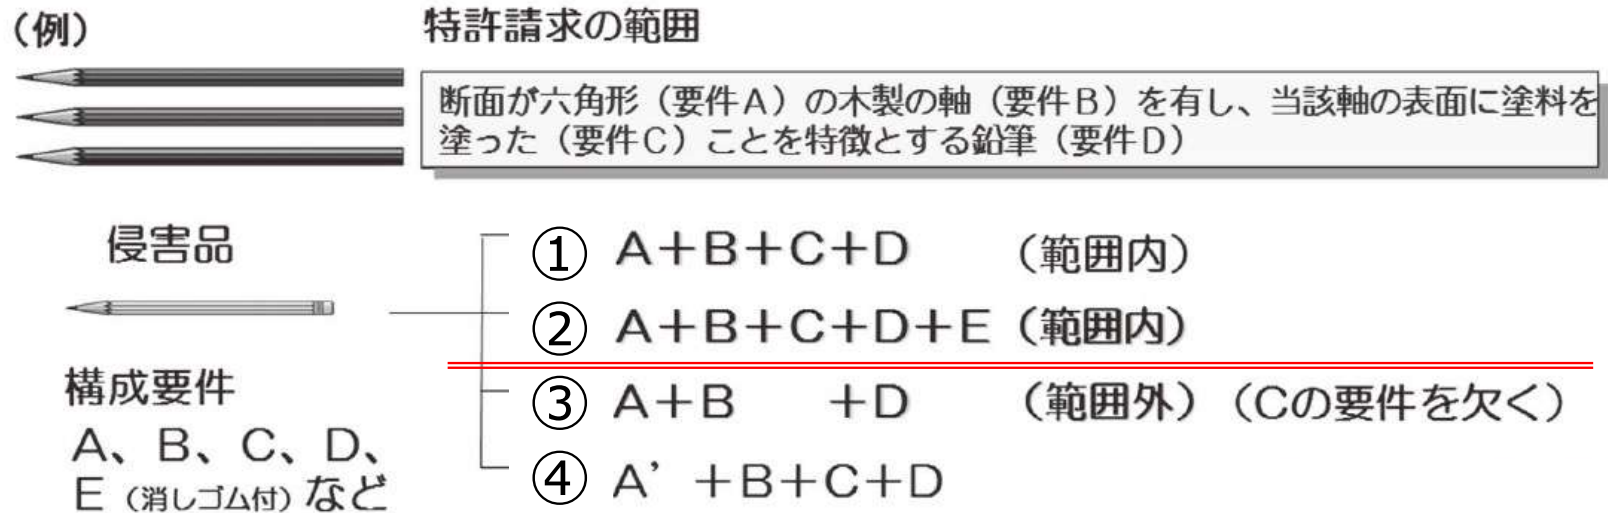 （例）
特許請求の範囲
断面が六角形（要件A）の木製の軸（要件B）を有し、当該軸の表面に塗料を
塗った（要件C）ことを特徴とする鉛筆（要件D）
侵害品
① A＋B＋C＋D （範囲内）
② A＋B＋C＋D＋E（範囲内）
③ A＋B ＋D （範囲外）（Cの要件を欠く）
④ A’ ＋B＋C＋D
構成要件
A、B、C、D、
E（消しゴム付）など